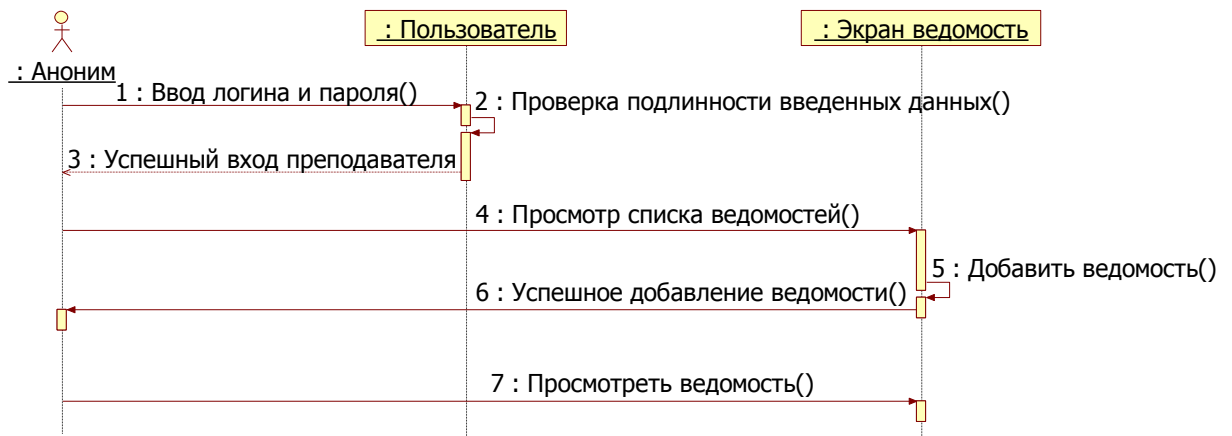 : Пользователь
: Экран ведомость
: Аноним
1 : Ввод логина и пароля()
2 : Проверка подлинности введенных данных()
3 : Успешный вход преподавателя
4 : Просмотр списка ведомостей()
5 : Добавить ведомость()
6 : Успешное добавление ведомости()
7 : Просмотреть ведомость()